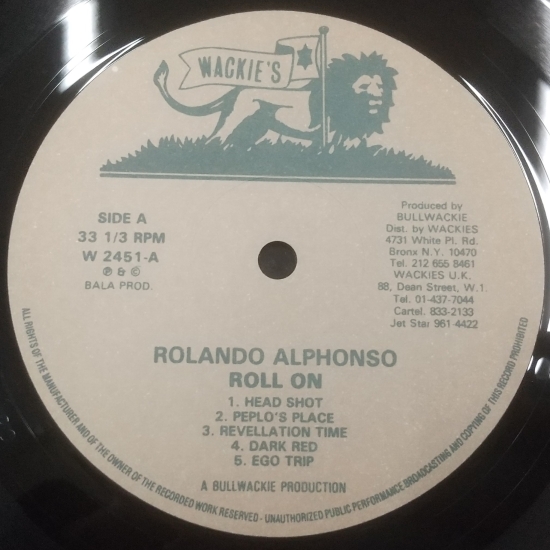 WACKIE'S
SIDE A
33 1/3 RPM
W 2451-A
℗ & ©
BALA PROD.
Produced by
BULLWACKIE
Dist. by WACKIES
4731 White Pl. Rd.
Bronx N.Y. 10470
Tel. 212 655 8461
WACKIES U.K.
88, Dean Street, W.1.
Tel. 01-437-7044
Cartel. 833-2133
Jet Star 961-4422
ROLANDO ALPHONSO
ROLL ON
1. HEAD SHOT
2. PEPLO'S PLACE
3. REVELLATION TIME
4. DARK RED
5. EGO TRIP
A BULLWACKIE PRODUCTION
ALL RIGHTS OF THE MANUFACTURER AND OF THE OWNER OF THE RECORDED WORK RESERVED - UNAUTHORIZED PUBLIC PERFORMANCE BROADCASTING AND COPYING OF THIS RECORD PROHIBITED